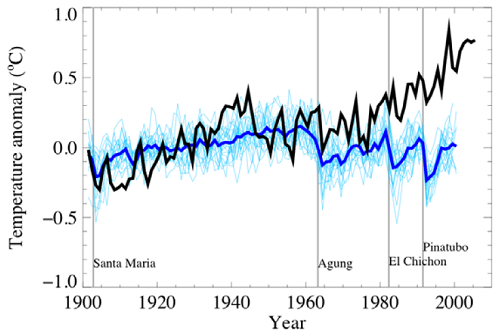 1.0
0.5
0.0
−0.5
−1.0
Temperature anomaly (°C)
Santa Maria
Agung
El Chichon
Pinatubo
1900 1920 1940 1960 1980 2000
Year